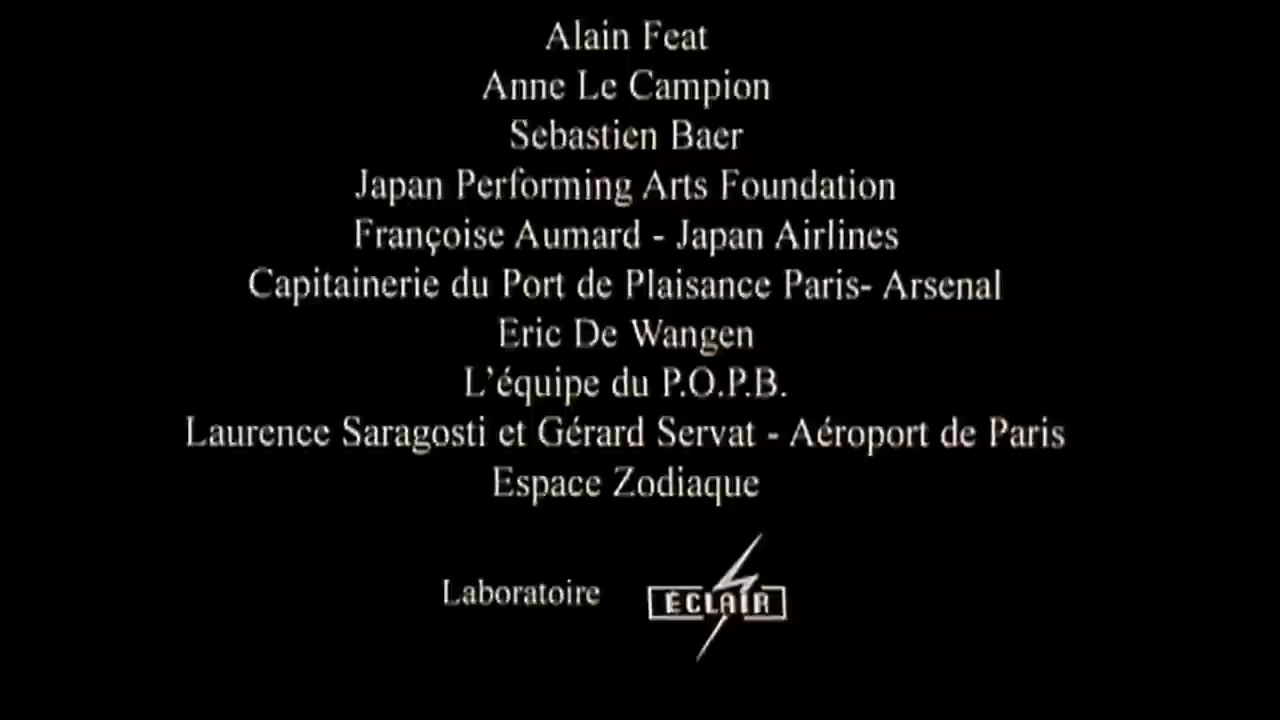 Alain Feat
Anne Le Campion
Sebastien Baer
Japan Performing Arts Foundation
Françoise Aumard - Japan Airlines
Capitainerie du Port de Plaisance Paris- Arsenal
Eric De Wangen
L'équipe du P.O.P.B.
Laurence Saragosti et Gérard Servat - Aéroport de Paris
Espace Zodiaque
Laboratoire ECLAIR